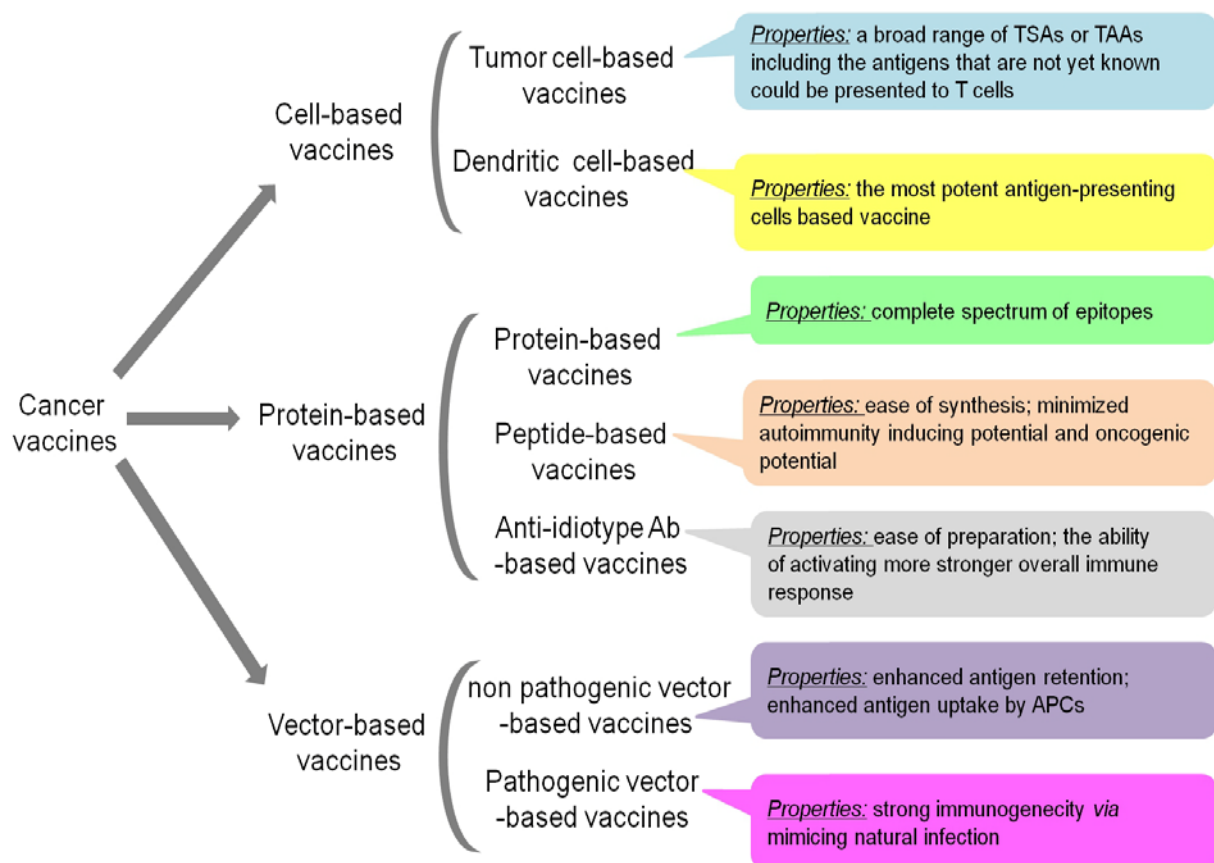 Cancer
vaccines
Cell-based
vaccines
Tumor cell-based
vaccines
Properties: a broad range of TSAs or TAAs
including the antigens that are not yet known
could be presented to T cells
Dendritic cell-based
vaccines
Properties: the most potent antigen-presenting
cells based vaccine
Protein-based
vaccines
Protein-based
vaccines
Properties: complete spectrum of epitopes
Peptide-based
vaccines
Properties: ease of synthesis; minimized
autoimmunity inducing potential and oncogenic
potential
Anti-idiotype Ab
-based vaccines
Properties: ease of preparation; the ability
of activating more stronger overall immune
response
Vector-based
vaccines
non pathogenic vector
-based vaccines
Properties: enhanced antigen retention;
enhanced antigen uptake by APCs
Pathogenic vector
-based vaccines
Properties: strong immunogenecity via
mimicing natural infection